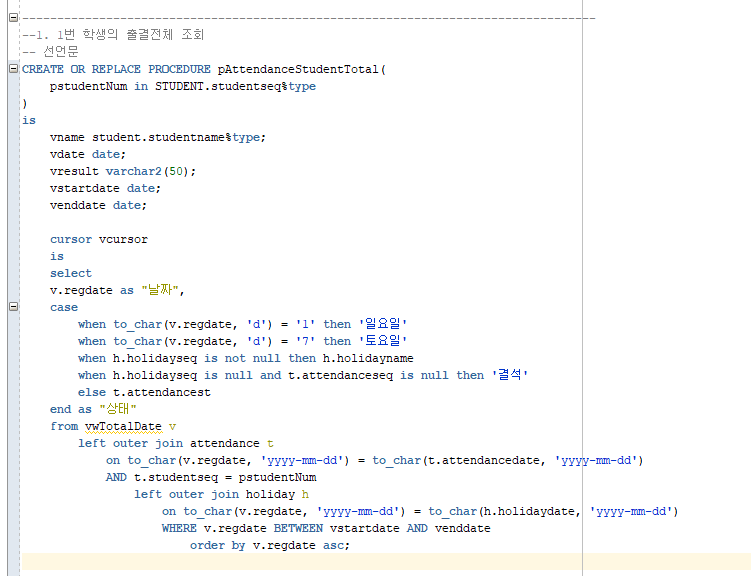 --------------------------------------------------------------------------------
--1. 1번 학생의 출결전체 조회
-- 선언문
CREATE OR REPLACE PROCEDURE pAttendanceStudentTotal(
    pstudentNum in STUDENT.studentseq%type
)
is
    vname student.studentname%type;
    vdate date;
    vresult varchar2(50);
    vstartdate date;
    venddate date;

    cursor vcursor
    is
    select
    v.regdate as "날짜",
    case
        when to_char(v.regdate, 'd') = '1' then '일요일'
        when to_char(v.regdate, 'd') = '7' then '토요일'
        when h.holidayseq is not null then h.holidayname
        when h.holidayseq is null and t.attendanceseq is null then '결석'
        else t.attendancest
    end as "상태"
    from vwTotalDate v
        left outer join attendance t
            on to_char(v.regdate, 'yyyy-mm-dd') = to_char(t.attendancedate, 'yyyy-mm-dd')
            AND t.studentseq = pstudentNum
                left outer join holiday h
                    on to_char(v.regdate, 'yyyy-mm-dd') = to_char(h.holidaydate, 'yyyy-mm-dd')
                    WHERE v.regdate BETWEEN vstartdate AND venddate
                        order by v.regdate asc;